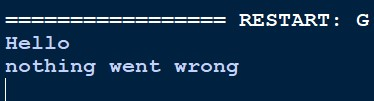 ================= RESTART: G
Hello
nothing went wrong